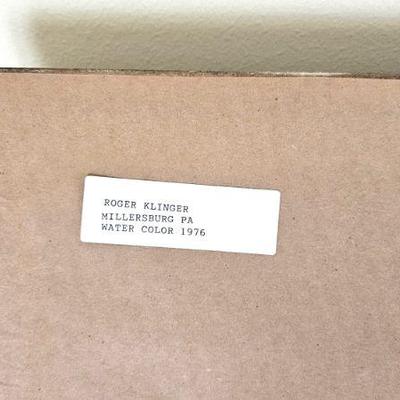 ROGER KLINGER
MILLERSBURG PA
WATER COLOR 1976